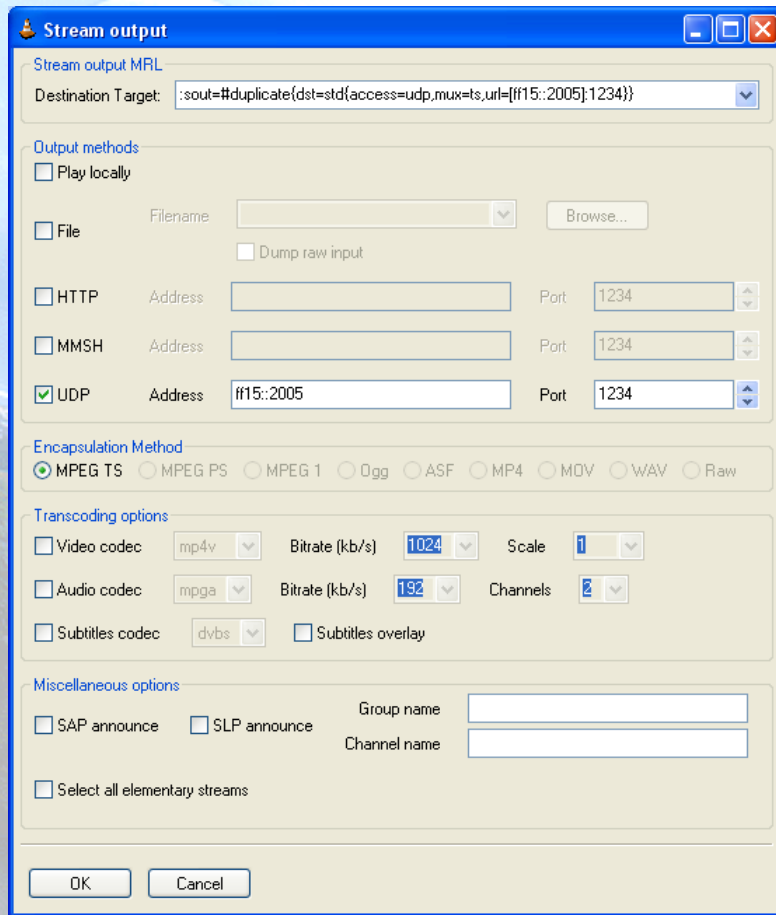 Stream output
Stream output MRL
Destination Target: :sout=#duplicate{dst=std{access=udp,mux=ts,url=[ff15::2005]:1234}}
Output methods
Play locally
File Filename Browse...
Dump raw input
HTTP Address Port 1234
MMSH Address Port 1234
UDP Address ff15::2005 Port 1234
Encapsulation Method
MPEG TS MPEG PS MPEG 1 Ogg ASF MP4 MOV WAV Raw
Transcoding options
Video codec mp4v Bitrate (kb/s) 1024 Scale 1
Audio codec mpga Bitrate (kb/s) 192 Channels 2
Subtitles codec dvbs Subtitles overlay
Miscellaneous options
SAP announce SLP announce Group name
Channel name
Select all elementary streams
OK Cancel